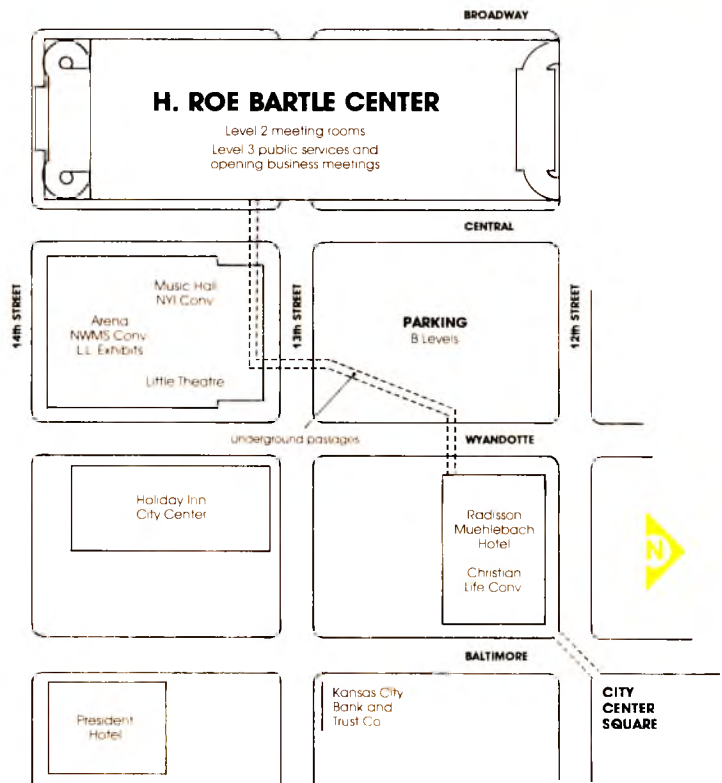 BROADWAY
H. ROE BARTLE CENTER
Level 2 meeting rooms
Level 3 public services and
opening business meetings
CENTRAL
14th STREET
Music Hall
NYI Conv
Arena
NWMS Conv
L.L. Exhibits
Little Theatre
13th STREET
PARKING
B Levels
12th STREET
underground passages
WYANDOTTE
Holiday Inn
City Center
Radisson
Muehlebach
Hotel
Christian
Life Conv
N
BALTIMORE
President
Hotel
Kansas City
Bank and
Trust Co
CITY
CENTER
SQUARE